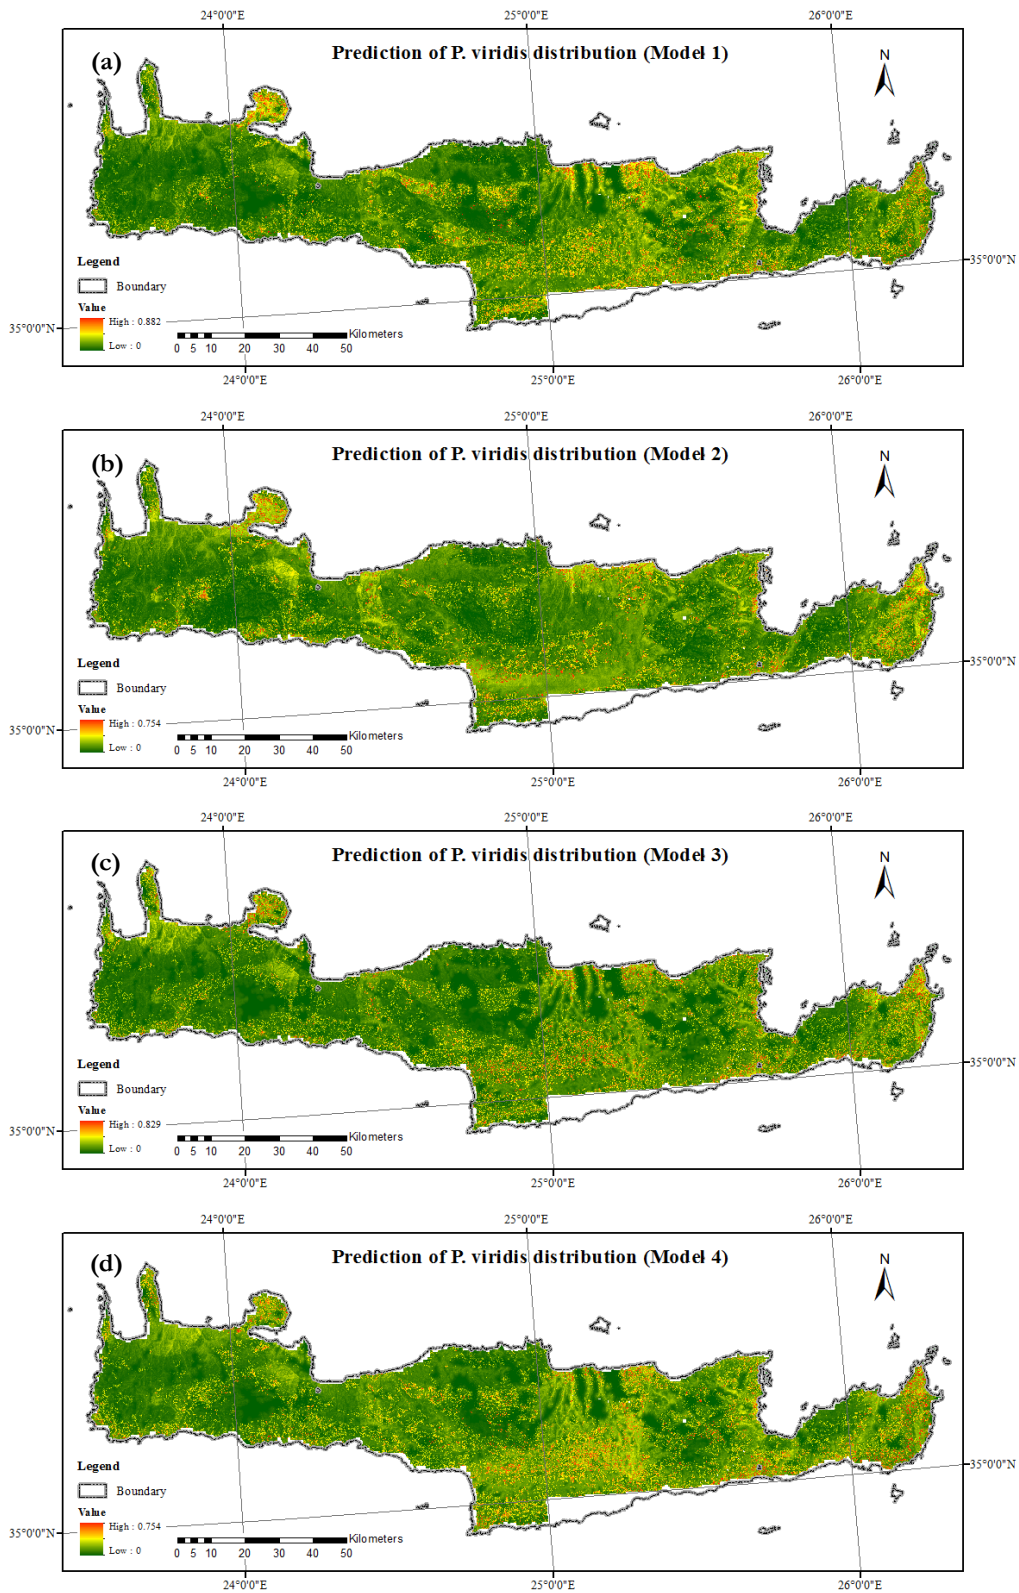 24°0'0"E 25°0'0"E 26°0'0"E
(a) Prediction of P. viridis distribution (Model 1)
N
Legend
Boundary
35°0'0"N
Value
High : 0.882
Low : 0
35°0'0"N
Kilometers
0 5 10 20 30 40 50
24°0'0"E 25°0'0"E 26°0'0"E
24°0'0"E 25°0'0"E 26°0'0"E
(b) Prediction of P. viridis distribution (Model 2)
N
Legend
35°0'0"N
Boundary
Value
High : 0.754
35°0'0"N
Kilometers
Low : 0
0 5 10 20 30 40 50
24°0'0"E 25°0'0"E 26°0'0"E
24°0'0"E 25°0'0"E 26°0'0"E
(c) Prediction of P. viridis distribution (Model 3)
N
Legend
35°0'0"N
Boundary
Value
High : 0.829
35°0'0"N
Kilometers
Low : 0
0 5 10 20 30 40 50
24°0'0"E 25°0'0"E 26°0'0"E
24°0'0"E 25°0'0"E 26°0'0"E
(d) Prediction of P. viridis distribution (Model 4)
N
Legend
35°0'0"N
Boundary
Value
High : 0.754
35°0'0"N
Kilometers
Low : 0
0 5 10 20 30 40 50
24°0'0"E 25°0'0"E 26°0'0"E